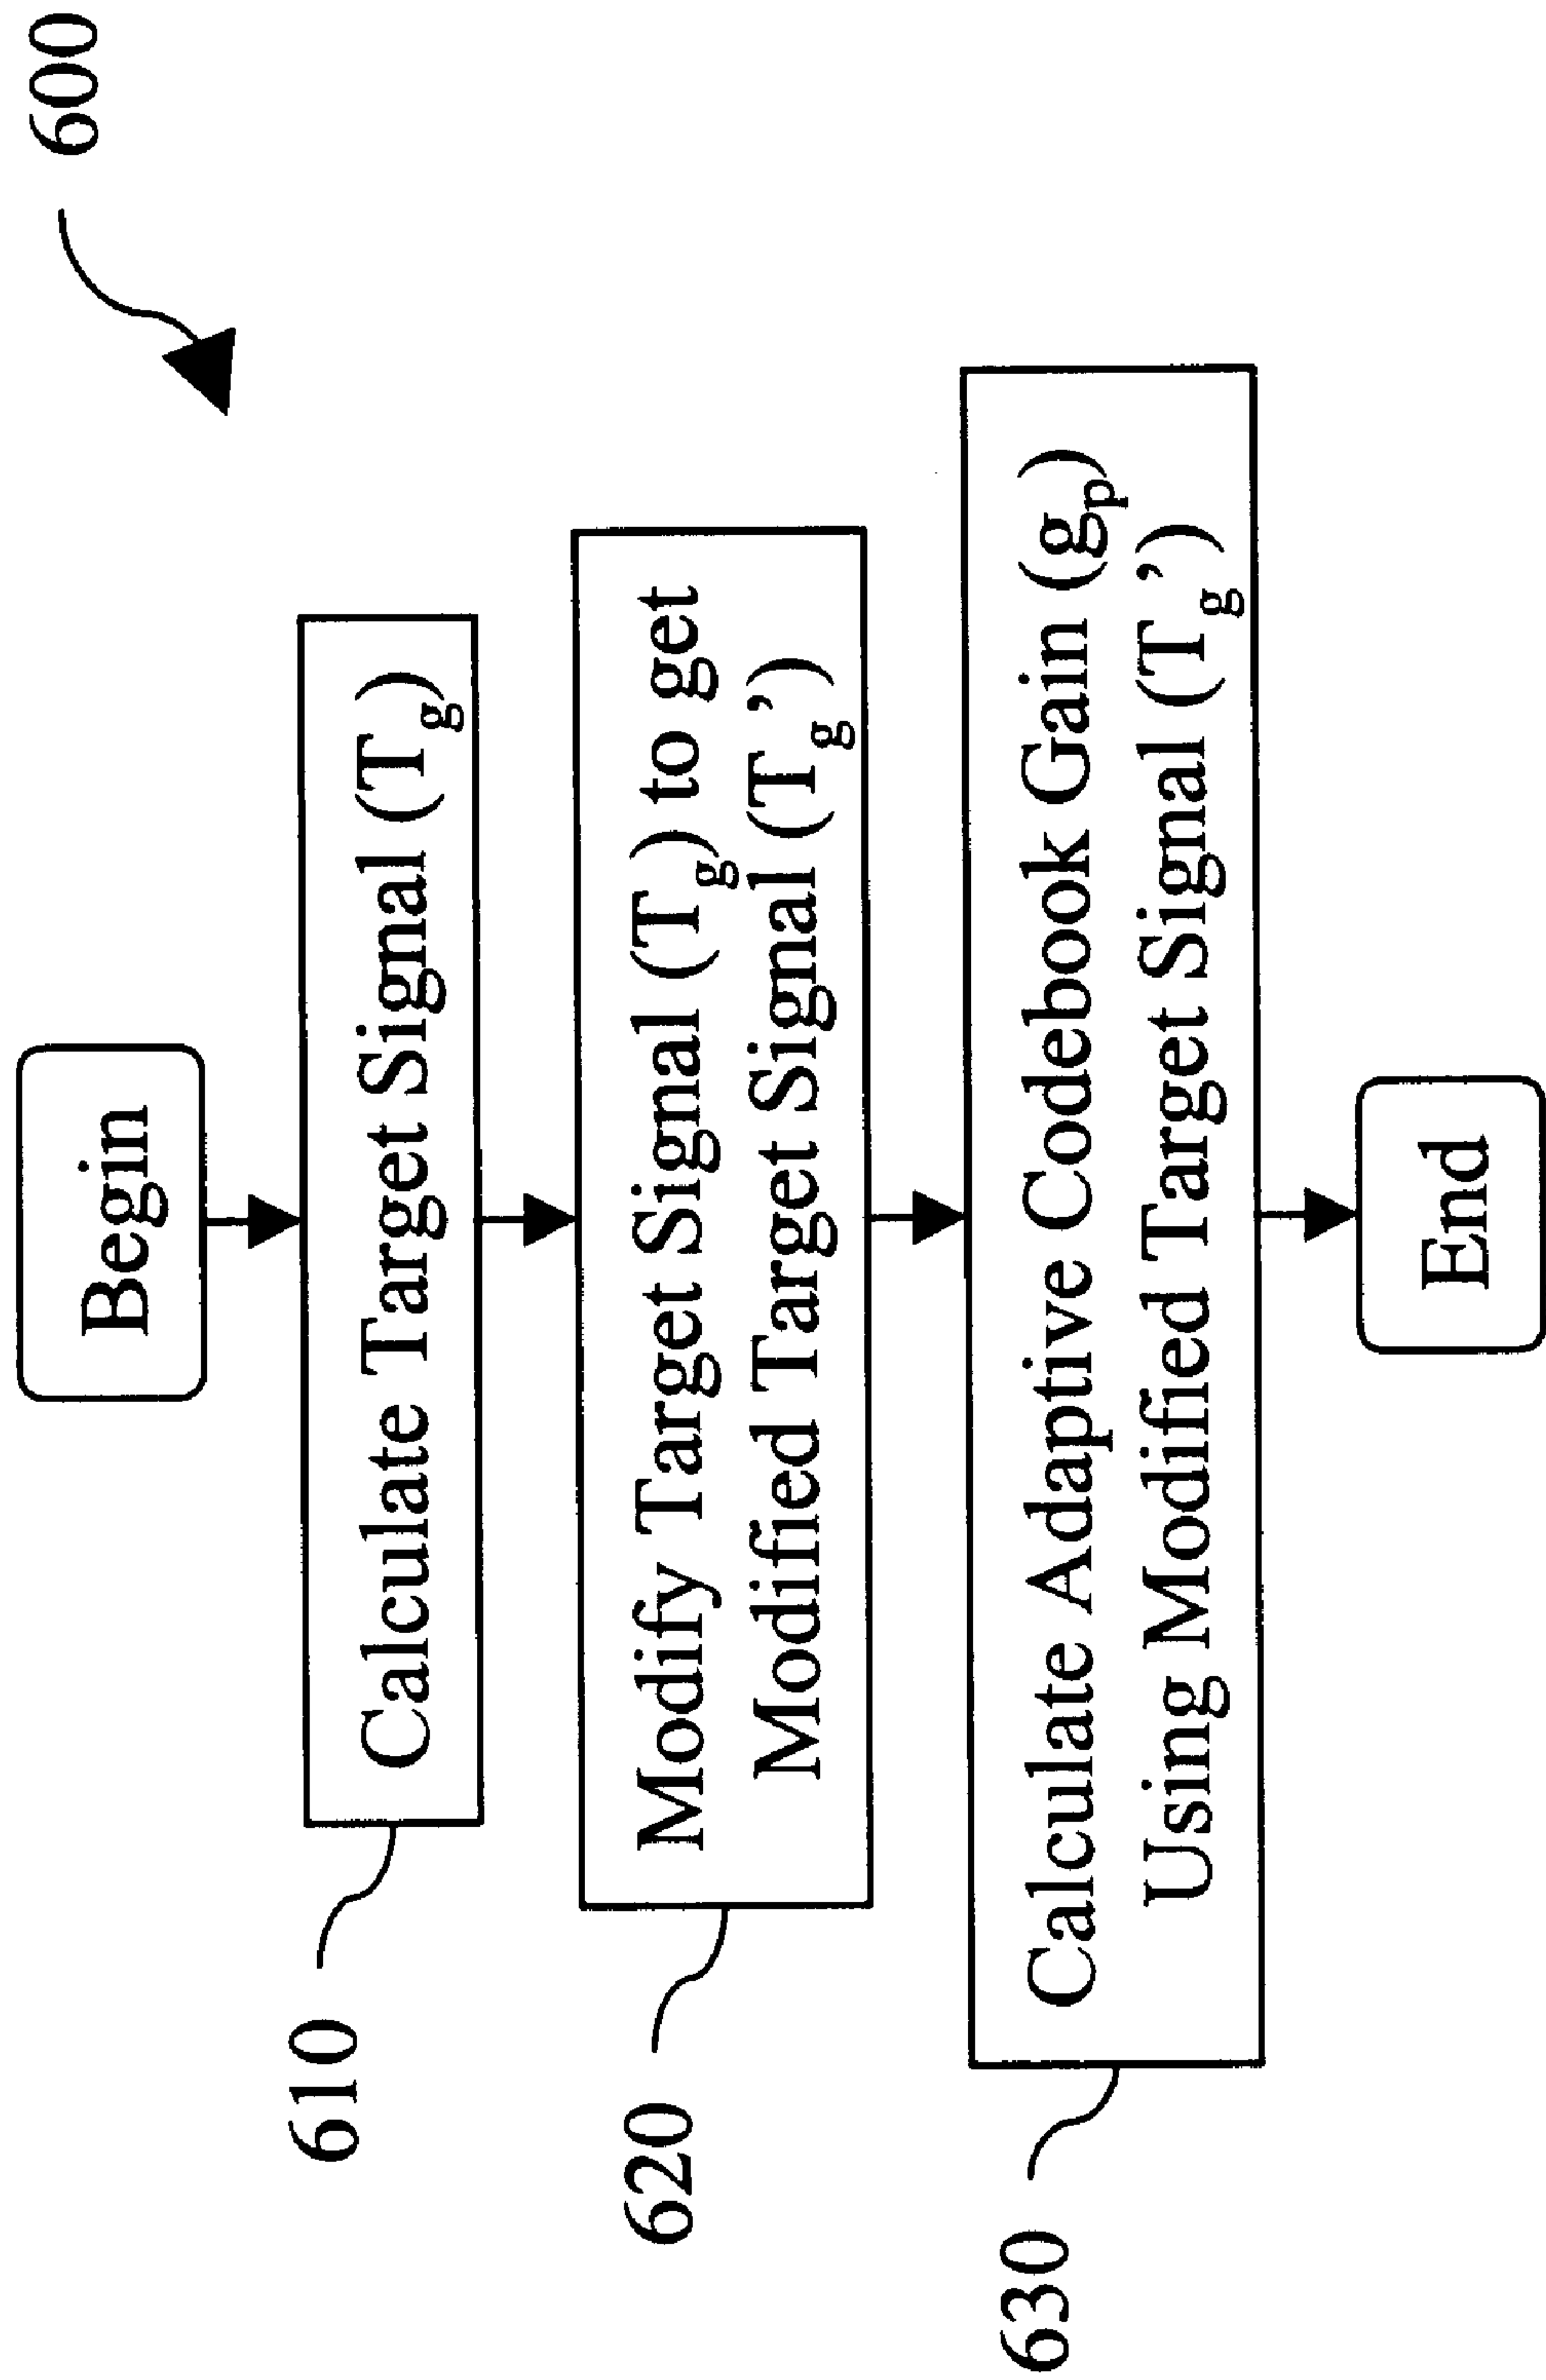 600
Begin
610
Calculate Target Signal (Tg)
620
Modify Target Signal (Tg) to get
Modified Target Signal (Tg')
630
Calculate Adaptive Codebook Gain (gp)
Using Modified Target Signal (Tg')
End